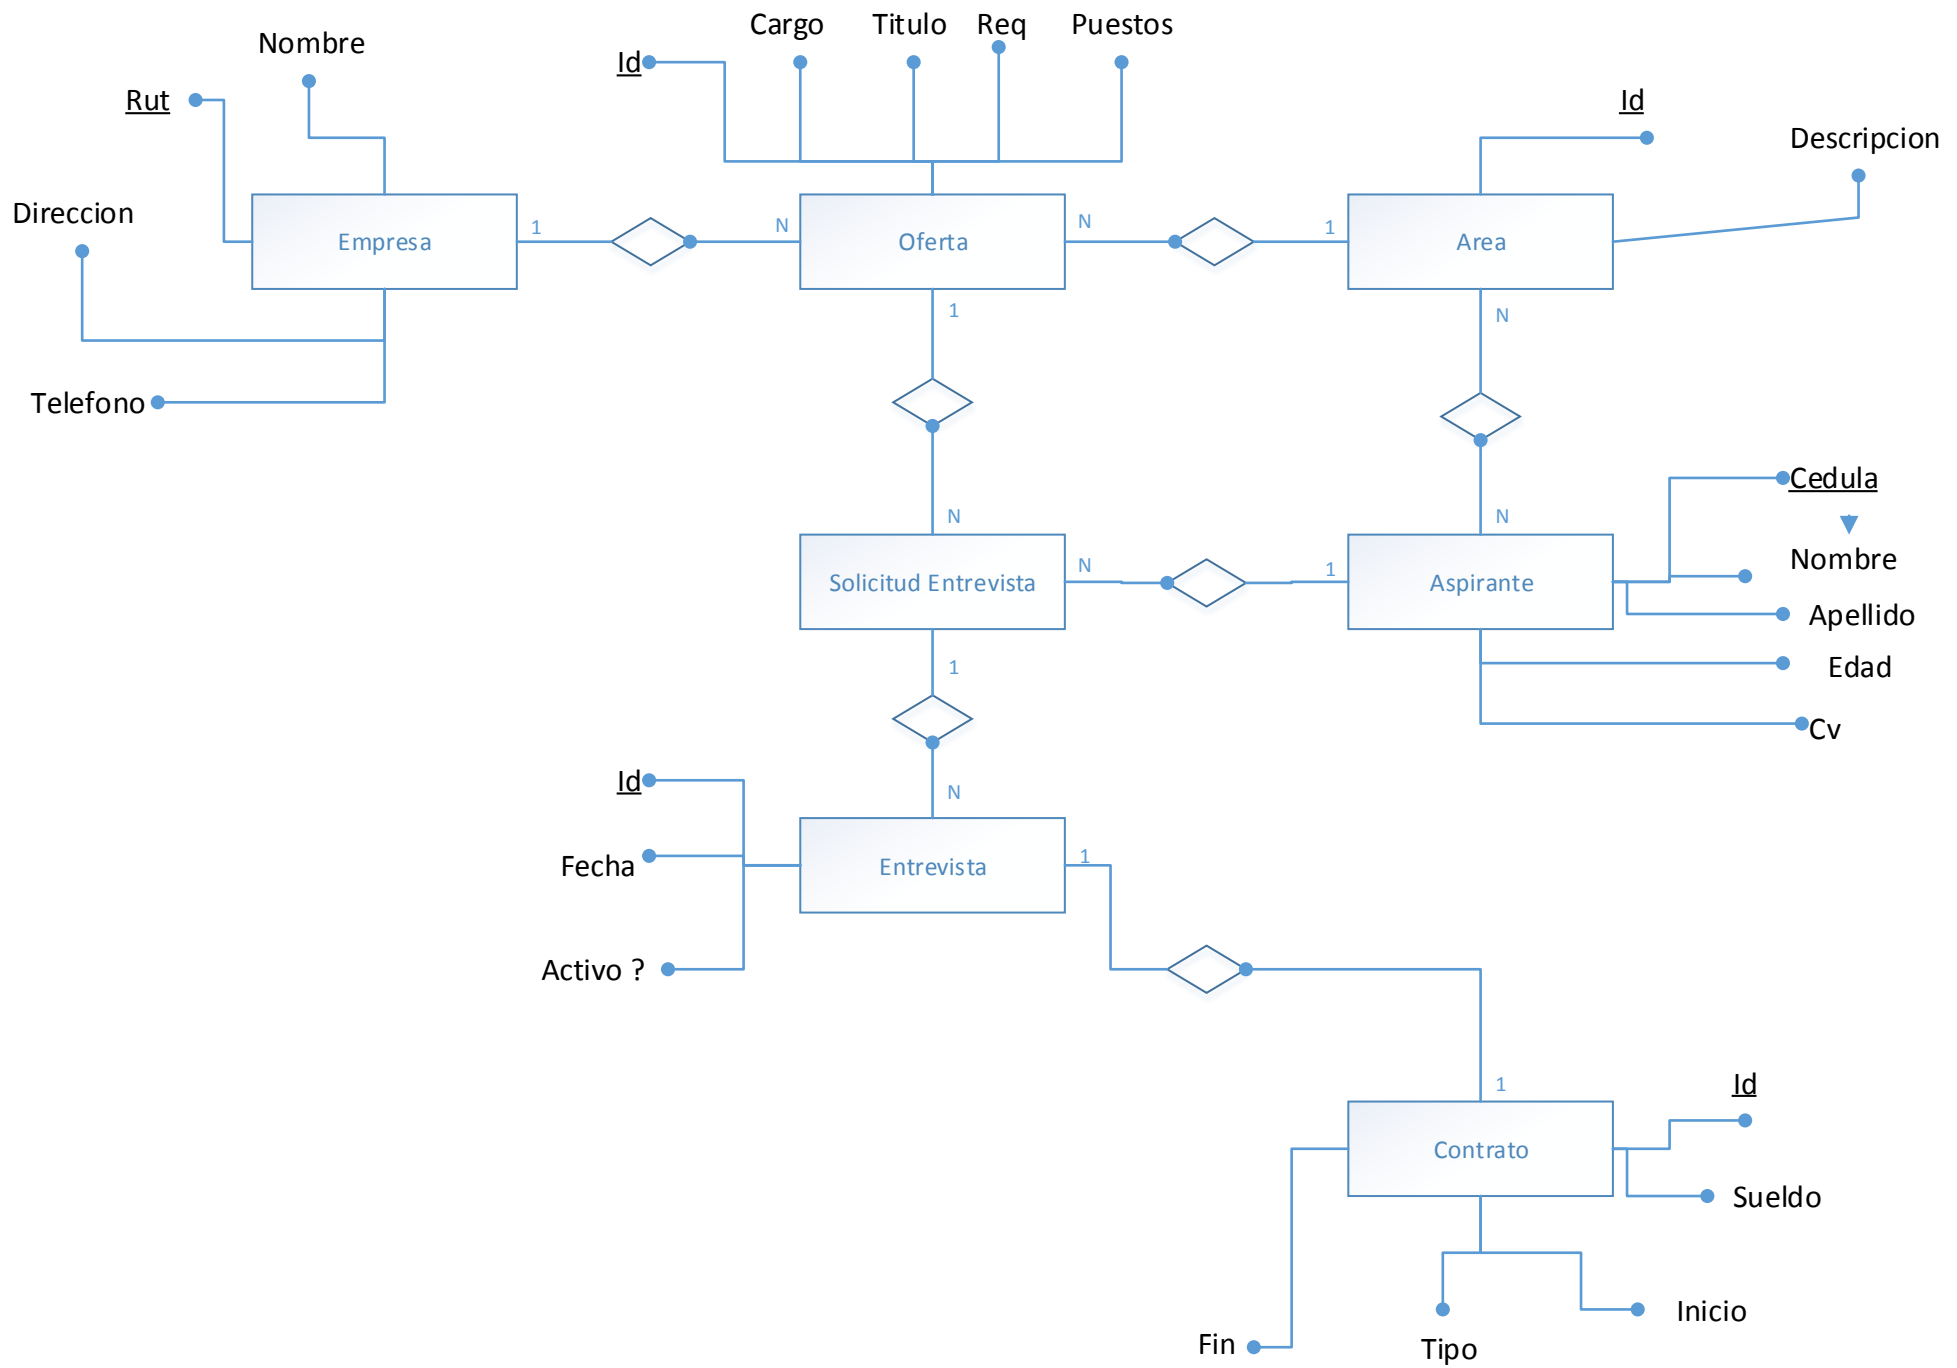 Cargo
Titulo
Req
Puestos
Nombre
Id
Rut
Id
Descripcion
Direccion
Empresa
1
N
Oferta
N
1
Area
1
N
Telefono
Cedula
N
N
Nombre
Solicitud Entrevista
N
1
Aspirante
Apellido
1
Edad
Cv
Id
N
Fecha
Entrevista
1
Activo ?
1
Id
Contrato
Sueldo
Inicio
Fin
Tipo